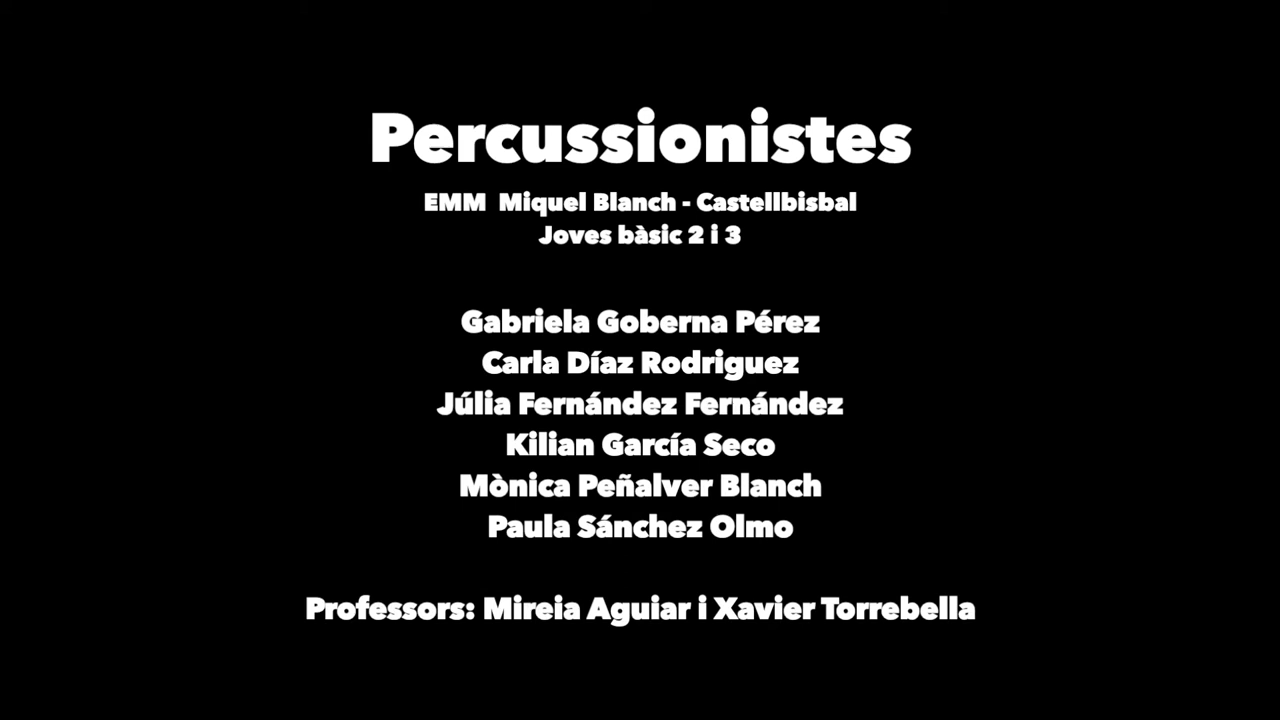 Percussionistes
EMM  Miquel Blanch - Castellbisbal
Joves bàsic 2 i 3
Gabriela Goberna Pérez
Carla Díaz Rodriguez
Júlia Fernández Fernández
Kilian García Seco
Mònica Peñalver Blanch
Paula Sánchez Olmo
Professors: Mireia Aguiar i Xavier Torrebella